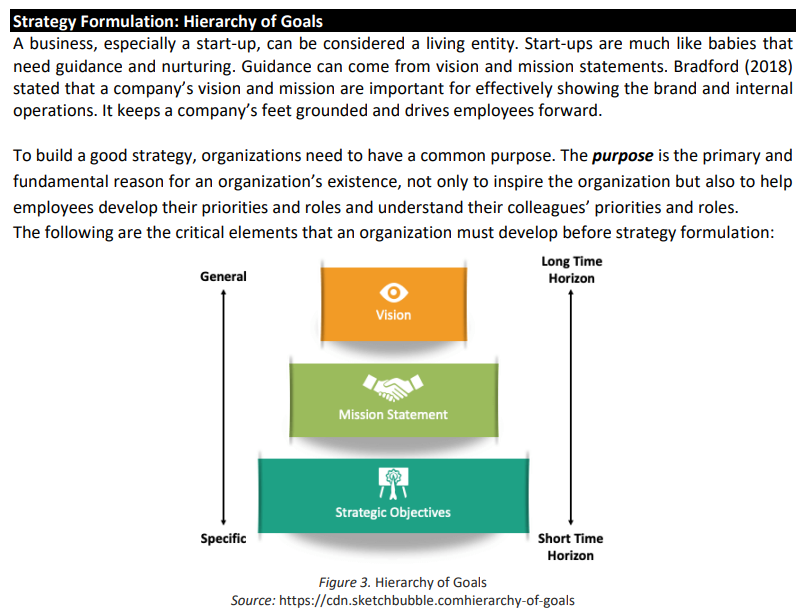 Strategy Formulation: Hierarchy of Goals
A business, especially a start-up, can be considered a living entity. Start-ups are much like babies that
need guidance and nurturing. Guidance can come from vision and mission statements. Bradford (2018)
stated that a company’s vision and mission are important for effectively showing the brand and internal
operations. It keeps a company’s feet grounded and drives employees forward.
To build a good strategy, organizations need to have a common purpose. The purpose is the primary and
fundamental reason for an organization’s existence, not only to inspire the organization but also to help
employees develop their priorities and roles and understand their colleagues’ priorities and roles.
The following are the critical elements that an organization must develop before strategy formulation:
General
Long Time
Horizon
Vision
Mission Statement
Strategic Objectives
Specific
Short Time
Horizon
Figure 3. Hierarchy of Goals
Source: https://cdn.sketchbubble.comhierarchy-of-goals